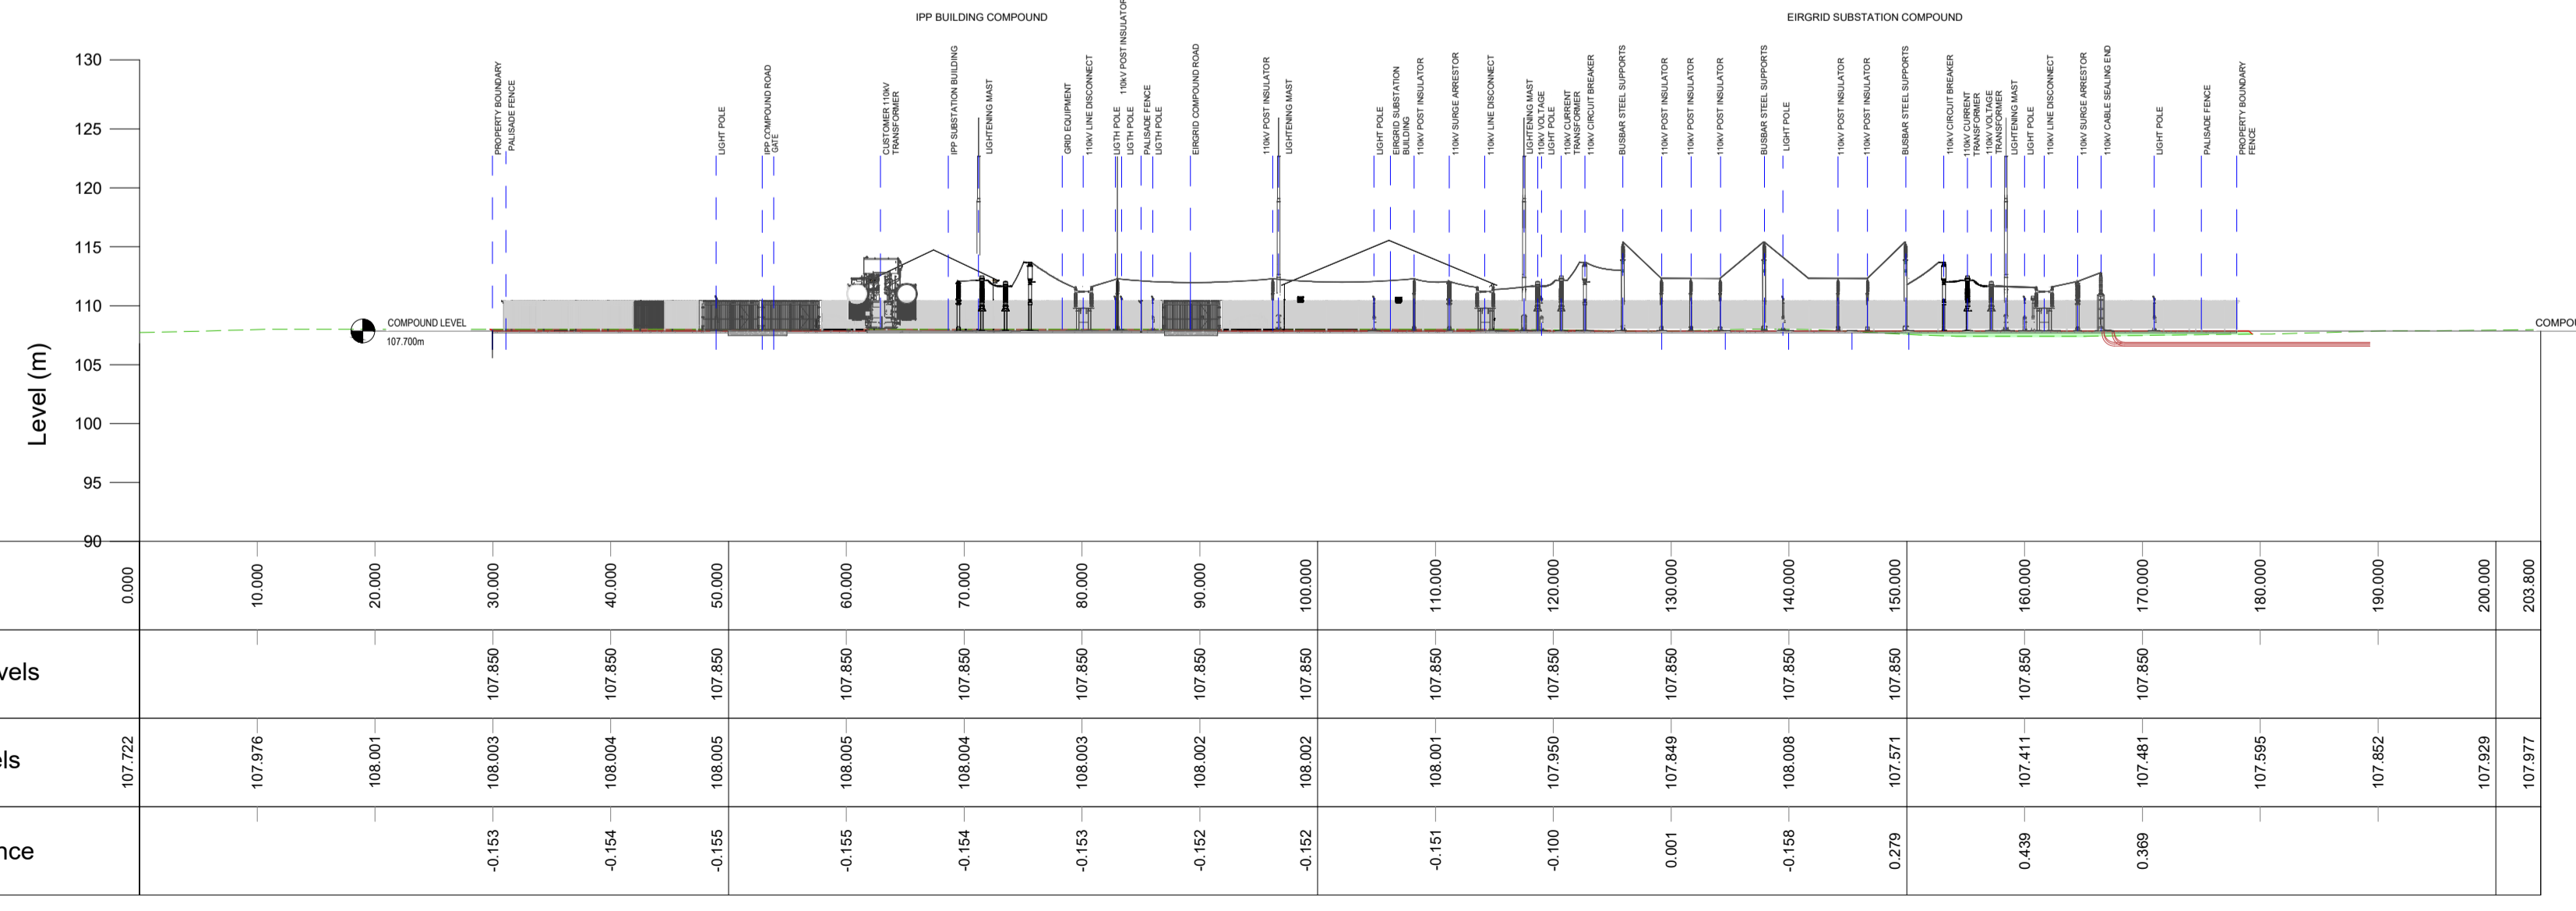 IPP BUILDING COMPOUND
EIRGRID SUBSTATION COMPOUND
PROPERTY BOUNDARY
PALISADE FENCE
LIGHT POLE
IPP COMPOUND ROAD
GATE
CUSTOMER 110kV
TRANSFORMER
IPP SUBSTATION BUILDING
LIGHTENING MAST
GRID EQUIPMENT
110kV LINE DISCONNECT
LIGTH POLE
110kV POST INSULATOR
LIGTH POLE
PALISADE FENCE
LIGTH POLE
EIRGRID COMPOUND ROAD
110kV POST INSULATOR
LIGHTENING MAST
LIGHT POLE
EIRGRID SUBSTATION
BUILDING
110kV POST INSULATOR
110kV SURGE ARRESTOR
110kV LINE DISCONNECT
LIGHTENING MAST
110kV VOLTAGE
LIGHT POLE
110kV CURRENT
TRANSFORMER
110kV CIRCUIT BREAKER
BUSBAR STEEL SUPPORTS
110kV POST INSULATOR
110kV POST INSULATOR
110kV POST INSULATOR
BUSBAR STEEL SUPPORTS
LIGHT POLE
110kV POST INSULATOR
110kV POST INSULATOR
BUSBAR STEEL SUPPORTS
110kV CIRCUIT BREAKER
110kV CURRENT
TRANSFORMER
110kV VOLTAGE
TRANSFORMER
LIGHTENING MAST
LIGHT POLE
110kV LINE DISCONNECT
110kV SURGE ARRESTOR
110kV CABLE SEALING END
LIGHT POLE
PALISADE FENCE
PROPERTY BOUNDARY
FENCE
Level (m)
130
125
120
115
110
105
100
95
90
COMPOUND LEVEL
107.700m
COMPOU
0.000 10.000 20.000 30.000 40.000 50.000 60.000 70.000 80.000 90.000 100.000 110.000 120.000 130.000 140.000 150.000 160.000 170.000 180.000 190.000 200.000 203.800
vels 107.850 107.850 107.850 107.850 107.850 107.850 107.850 107.850 107.850 107.850 107.850 107.850 107.850 107.850 107.850
els 107.722 107.976 108.001 108.003 108.004 108.005 108.005 108.004 108.003 108.002 108.002 108.001 107.950 107.849 108.008 107.571 107.411 107.481 107.595 107.852 107.929 107.977
nce -0.153 -0.154 -0.155 -0.155 -0.154 -0.153 -0.152 -0.152 -0.151 -0.100 0.001 -0.158 0.279 0.439 0.369